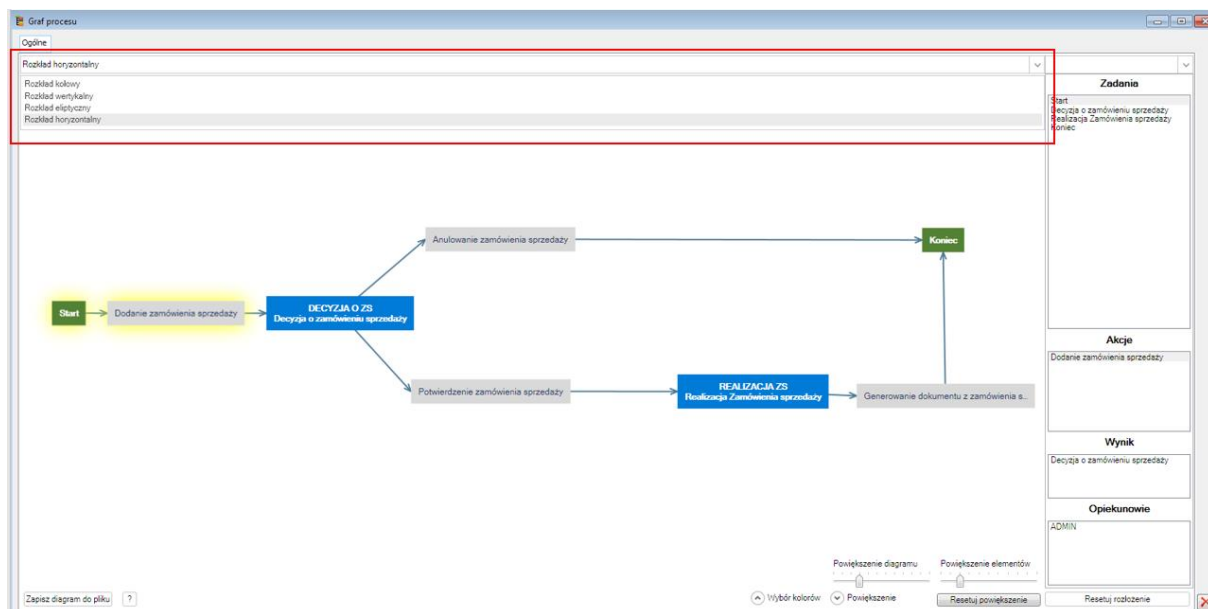 Graf procesu
Ogólne
Rozkład horyzontalny
Rozkład kołowy
Rozkład wertykalny
Rozkład eliptyczny
Rozkład horyzontalny
Zadania
Start
Decyzja o zamówieniu sprzedaży
Realizacja Zamówienia sprzedaży
Koniec
Anulowanie zamówienia sprzedaży
Koniec
Start
Dodanie zamówienia sprzedaży
DECYZJA O ZS
Decyzja o zamówieniu sprzedaży
Potwierdzenie zamówienia sprzedaży
REALIZACJA ZS
Realizacja Zamówienia sprzedaży
Generowanie dokumentu z zamówienia s...
Akcje
Dodanie zamówienia sprzedaży
Wynik
Decyzja o zamówieniu sprzedaży
Opiekunowie
ADMIN
Powiększenie diagramu
Powiększenie elementów
Zapisz diagram do pliku
?
Wybór kolorów
Powiększenie
Resetuj powiększenie
Resetuj rozłożenie